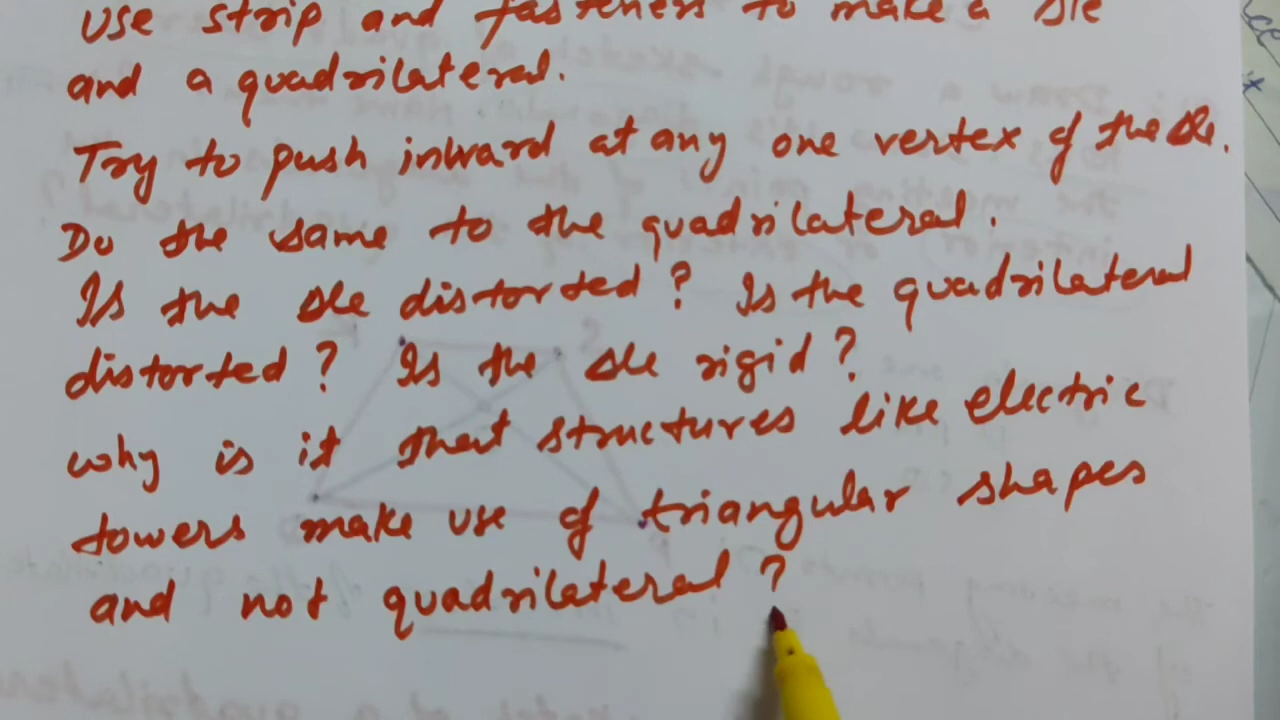 use strip and fasteners to make a Δle
and a quadrilateral.
Try to push inward at any one vertex of the Δle.
Do the same to the quadrilateral.
Is the Δle distorted? Is the quadrilateral
distorted? Is the Δle rigid?
why is it that structures like electric
towers make use of triangular shapes
and not quadrilateral?